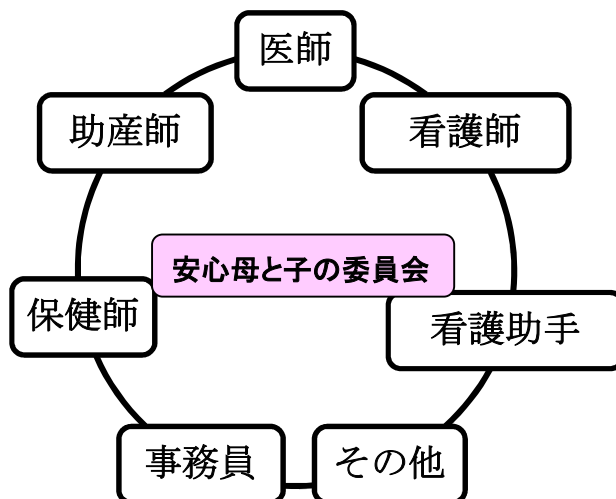 医師
助産師
看護師
安心母と子の委員会
保健師
看護助手
事務員
その他